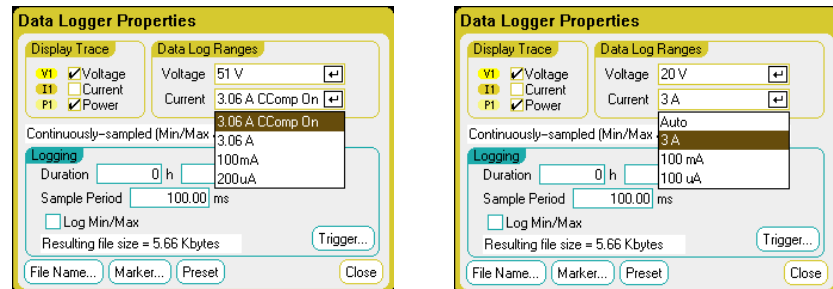 Data Logger Properties
Display Trace
V1 Voltage
I1 Current
P1 Power
Data Log Ranges
Voltage 51 V
Current 3.06 A CComp On
3.06 A CComp On
3.06 A
100mA
200uA
Continuously-sampled (Min/Max
Logging
Duration 0 h
Sample Period 100.00 ms
Log Min/Max
Resulting file size = 5.66 Kbytes
Trigger...
File Name... Marker... Preset Close
Data Logger Properties
Display Trace
V1 Voltage
I1 Current
P1 Power
Data Log Ranges
Voltage 20 V
Current 3 A
Auto
3 A
100 mA
100 uA
Continuously-sampled (Min/Max
Logging
Duration 0 h
Sample Period 100.00 ms
Log Min/Max
Resulting file size = 5.66 Kbytes
Trigger...
File Name... Marker... Preset Close